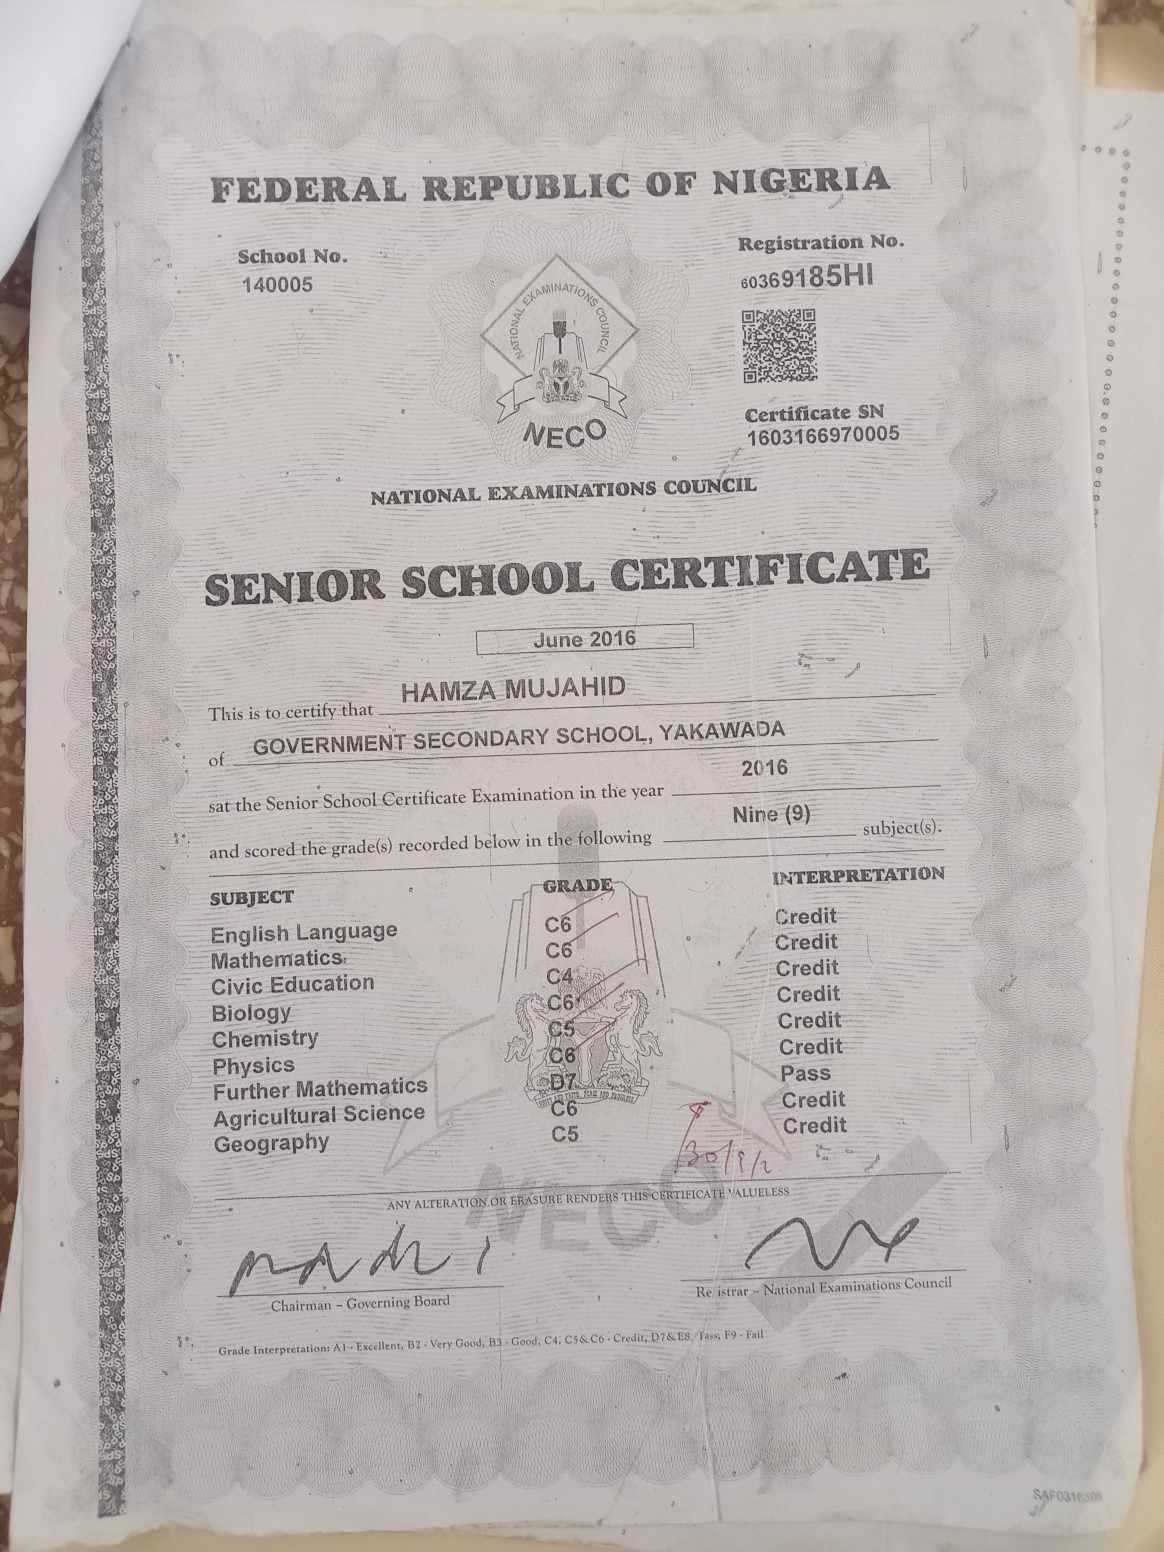 FEDERAL REPUBLIC OF NIGERIA
School No.
140005
Registration No.
60369185HI
NATIONAL EXAMINATIONS COUNCIL
NECO
Certificate SN
1603166970005
NATIONAL EXAMINATIONS COUNCIL
SENIOR SCHOOL CERTIFICATE
June 2016
This is to certify that HAMZA MUJAHID
of GOVERNMENT SECONDARY SCHOOL, YAKAWADA
sat the Senior School Certificate Examination in the year 2016
and scored the grade(s) recorded below in the following Nine (9) subject(s).
SUBJECT GRADE INTERPRETATION
English Language C6 Credit
Mathematics C6 Credit
Civic Education C4 Credit
Biology C6 Credit
Chemistry C5 Credit
Physics C6 Credit
Further Mathematics D7 Pass
Agricultural Science C6 Credit
Geography C5 Credit
NECO
ANY ALTERATION OR ERASURE RENDERS THIS CERTIFICATE VALUELESS
Chairman – Governing Board
Re istrar – National Examinations Council
Grade Interpretation: A1 - Excellent, B2 - Very Good, B3 - Good, C4, C5& C6 - Credit, D7& E8, Pass, F9 - Fail